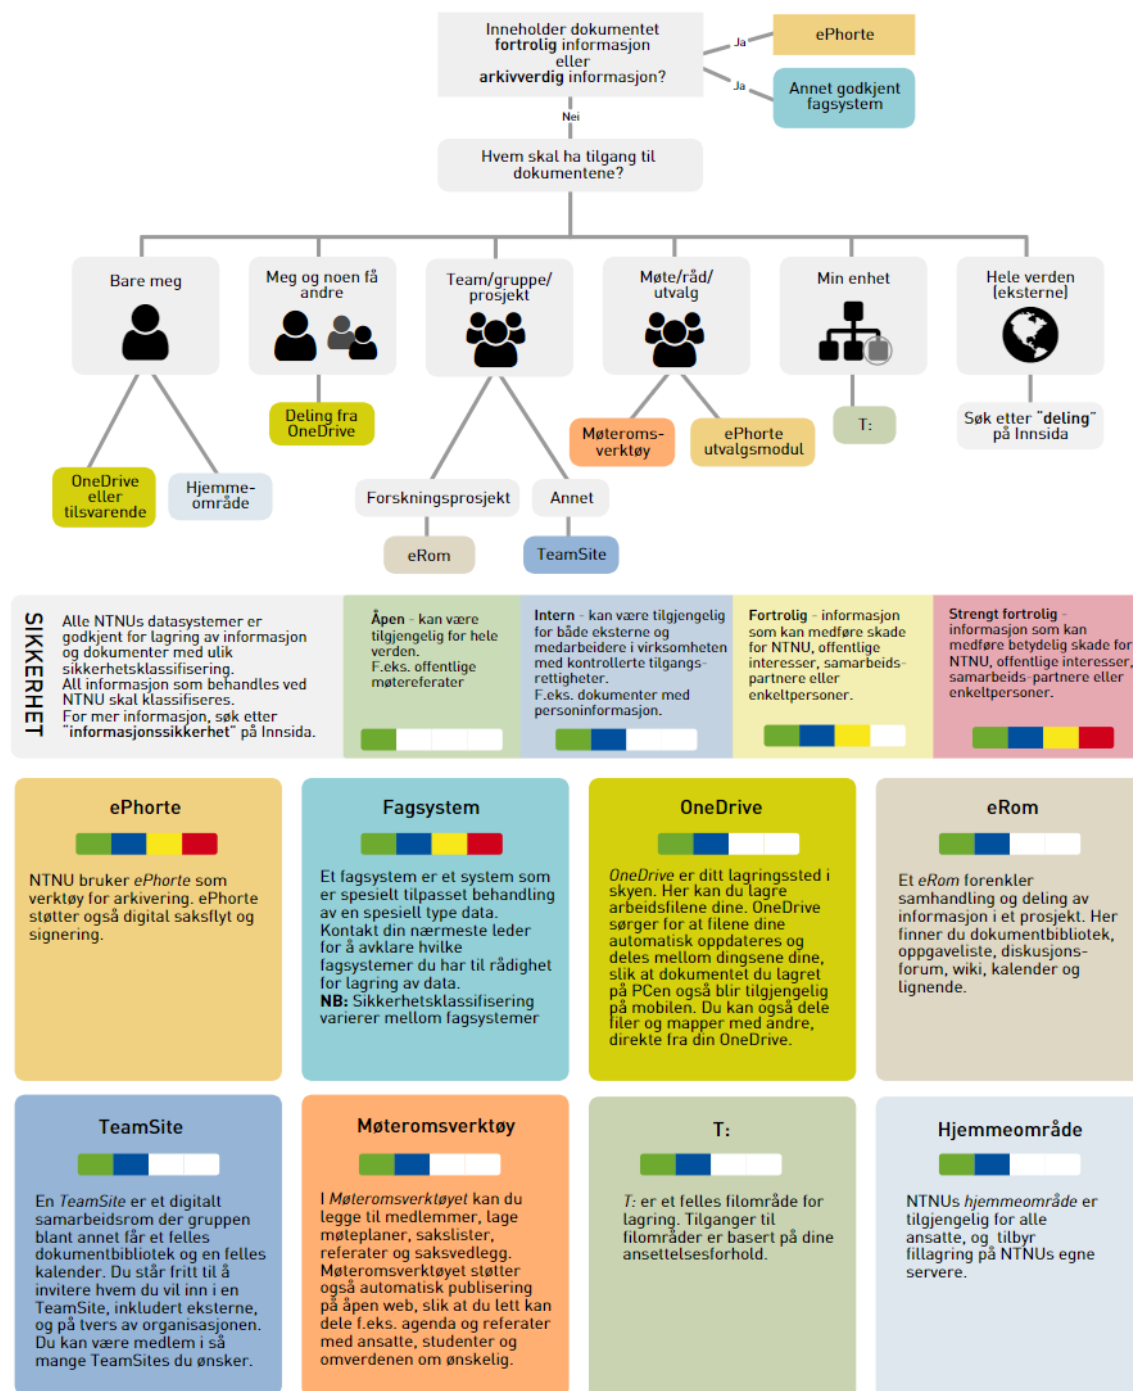 Inneholder dokumentet
fortrolig informasjon
eller
arkivverdig informasjon?
Ja
ePhorte
Ja
Annet godkjent
fagsystem
Nei
Hvem skal ha tilgang til
dokumentene?
Bare meg
Meg og noen få
andre
Team/gruppe/
prosjekt
Møte/råd/
utvalg
Min enhet
Hele verden
(eksterne)
OneDrive
eller
tilsvarende
Hjemme-
område
Deling fra
OneDrive
Forskningsprosjekt
Annet
eRom
TeamSite
Møteroms-
verktøy
ePhorte
utvalgsmodul
T:
Søk etter "deling"
på Innsida
SIKKERHET
Alle NTNUs datasystemer er
godkjent for lagring av informasjon
og dokumenter med ulik
sikkerhetsklassifisering.
All informasjon som behandles ved
NTNU skal klassifiseres.
For mer informasjon, søk etter
"informasjonssikkerhet" på Innsida.
Åpen - kan være
tilgjengelig for hele
verden.
F.eks. offentlige
møtereferater
Intern - kan være tilgjengelig
for både eksterne og
medarbeidere i virksomheten
med kontrollerte tilgangs-
rettigheter.
F.eks. dokumenter med
personinformasjon.
Fortrolig - informasjon
som kan medføre skade
for NTNU, offentlige
interesser, samarbeids-
partnere eller
enkeltpersoner.
Strengt fortrolig -
informasjon som kan
medføre betydelig skade for
NTNU, offentlige interesser,
samarbeids-partnere eller
enkeltpersoner.
ePhorte
NTNU bruker ePhorte som
verktøy for arkivering. ePhorte
støtter også digital saksflyt og
signering.
Fagsystem
Et fagsystem er et system som
er spesielt tilpasset behandling
av en spesiell type data.
Kontakt din nærmeste leder
for å avklare hvilke
fagsystemer du har til rådighet
for lagring av data.
NB: Sikkerhetsklassifisering
varierer mellom fagsystemer
OneDrive
OneDrive er ditt lagringssted i
skyen. Her kan du lagre
arbeidsfilene dine. OneDrive
sørger for at filene dine
automatisk oppdateres og
deles mellom dingsene dine,
slik at dokumentet du lagret
på PCen også blir tilgjengelig
på mobilen. Du kan også dele
filer og mapper med andre,
direkte fra din OneDrive.
eRom
Et eRom forenkler
samhandling og deling av
informasjon i et prosjekt. Her
finner du dokumentbibliotek,
oppgaveliste, diskusjons-
forum, wiki, kalender og
lignende.
TeamSite
En TeamSite er et digitalt
samarbeidsrom der gruppen
blant annet får et felles
dokumentbibliotek og en felles
kalender. Du står fritt til å
invitere hvem du vil inn i en
TeamSite, inkludert eksterne,
og på tvers av organisasjonen.
Du kan være medlem i så
mange TeamSites du ønsker.
Møteromsverktøy
I Møteromsverktøyet kan du
legge til medlemmer, lage
møteplaner, sakslister,
referater og saksvedlegg.
Møteromsverktøyet støtter
også automatisk publisering
på åpen web, slik at du lett kan
dele f.eks. agenda og referater
med ansatte, studenter og
omverdenen om ønskelig.
T:
T: er et felles filområde for
lagring. Tilganger til
filområder er basert på dine
ansettelsesforhold.
Hjemmeområde
NTNUs hjemmeområde er
tilgjengelig for alle
ansatte, og tilbyr
fillagring på NTNUs egne
servere.